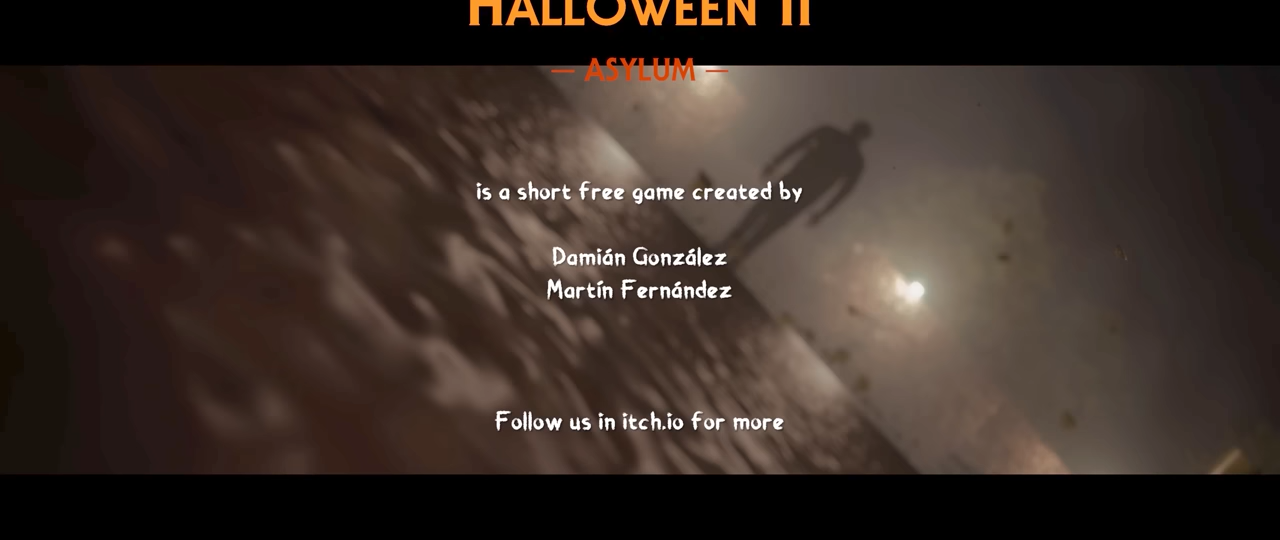 HALLOWEEN II
— ASYLUM —
is a short free game created by
Damián González
Martín Fernández
Follow us in itch.io for more